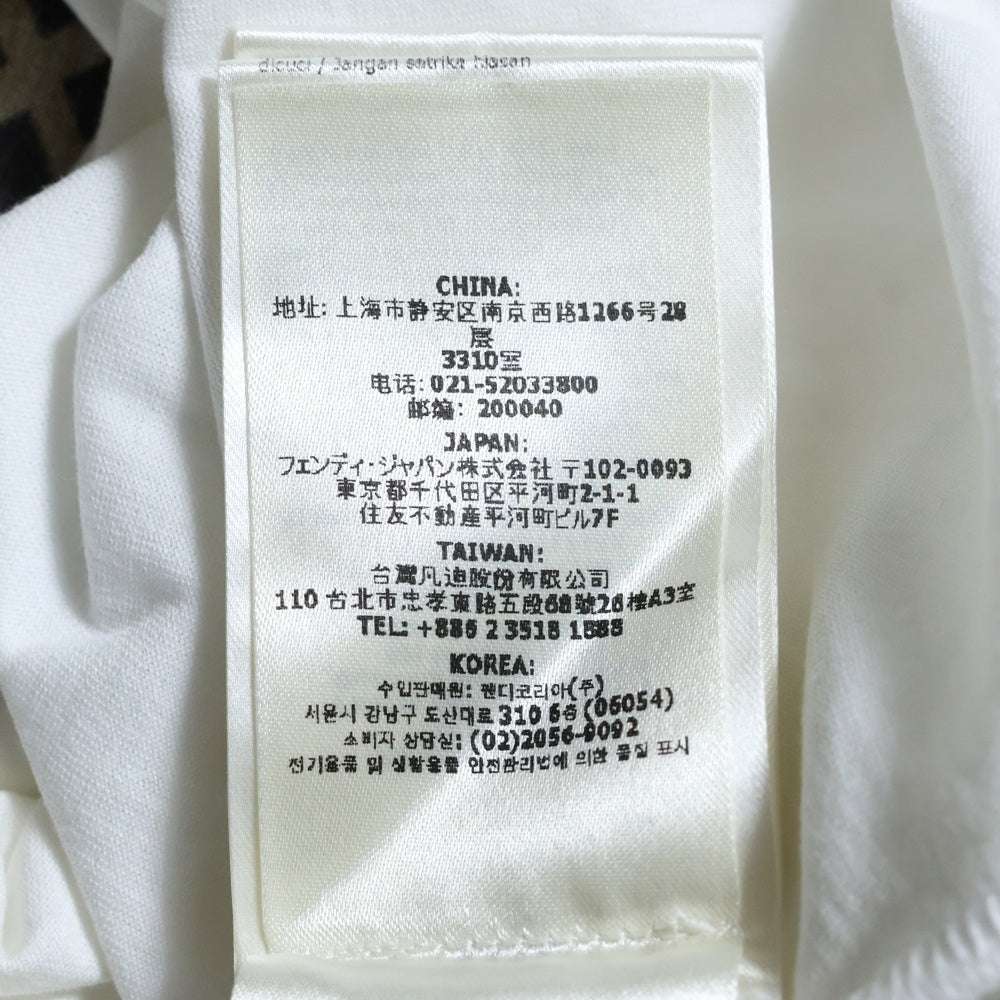 dicuci / Jangan setrika hiasan
CHINA:
地址: 上海市静安区南京西路1266号28
层
3310室
电话: 021-52033800
邮编: 200040
JAPAN:
フェンディ・ジャパン株式会社 〒102-0093
東京都千代田区平河町2-1-1
住友不動産平河町ビル7F
TAIWAN:
台灣凡迪股份有限公司
110 台北市忠孝東路五段68號26樓A3室
TEL: +886 2 3518 1888
KOREA:
수입판매원: 펜디코리아(주)
서울시 강남구 도산대로 310 6층 (06054)
소비자 상담실: (02)2056-9092
전기용품 및 생활용품 안전관리법에 의한 품질 표시